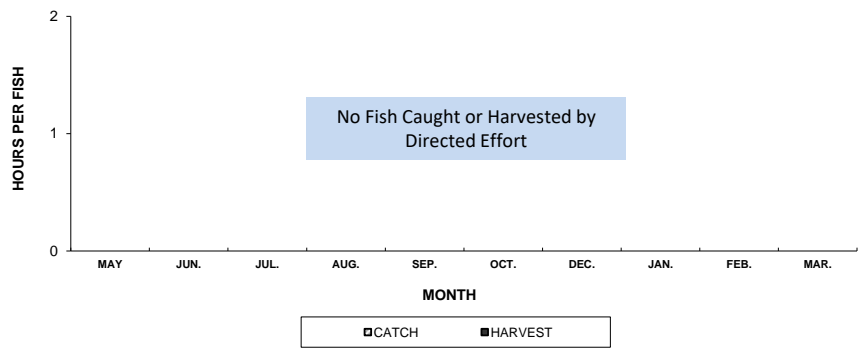 2
HOURS PER FISH
1
No Fish Caught or Harvested by
Directed Effort
0
MAY JUN. JUL. AUG. SEP. OCT. DEC. JAN. FEB. MAR.
MONTH
CATCH HARVEST